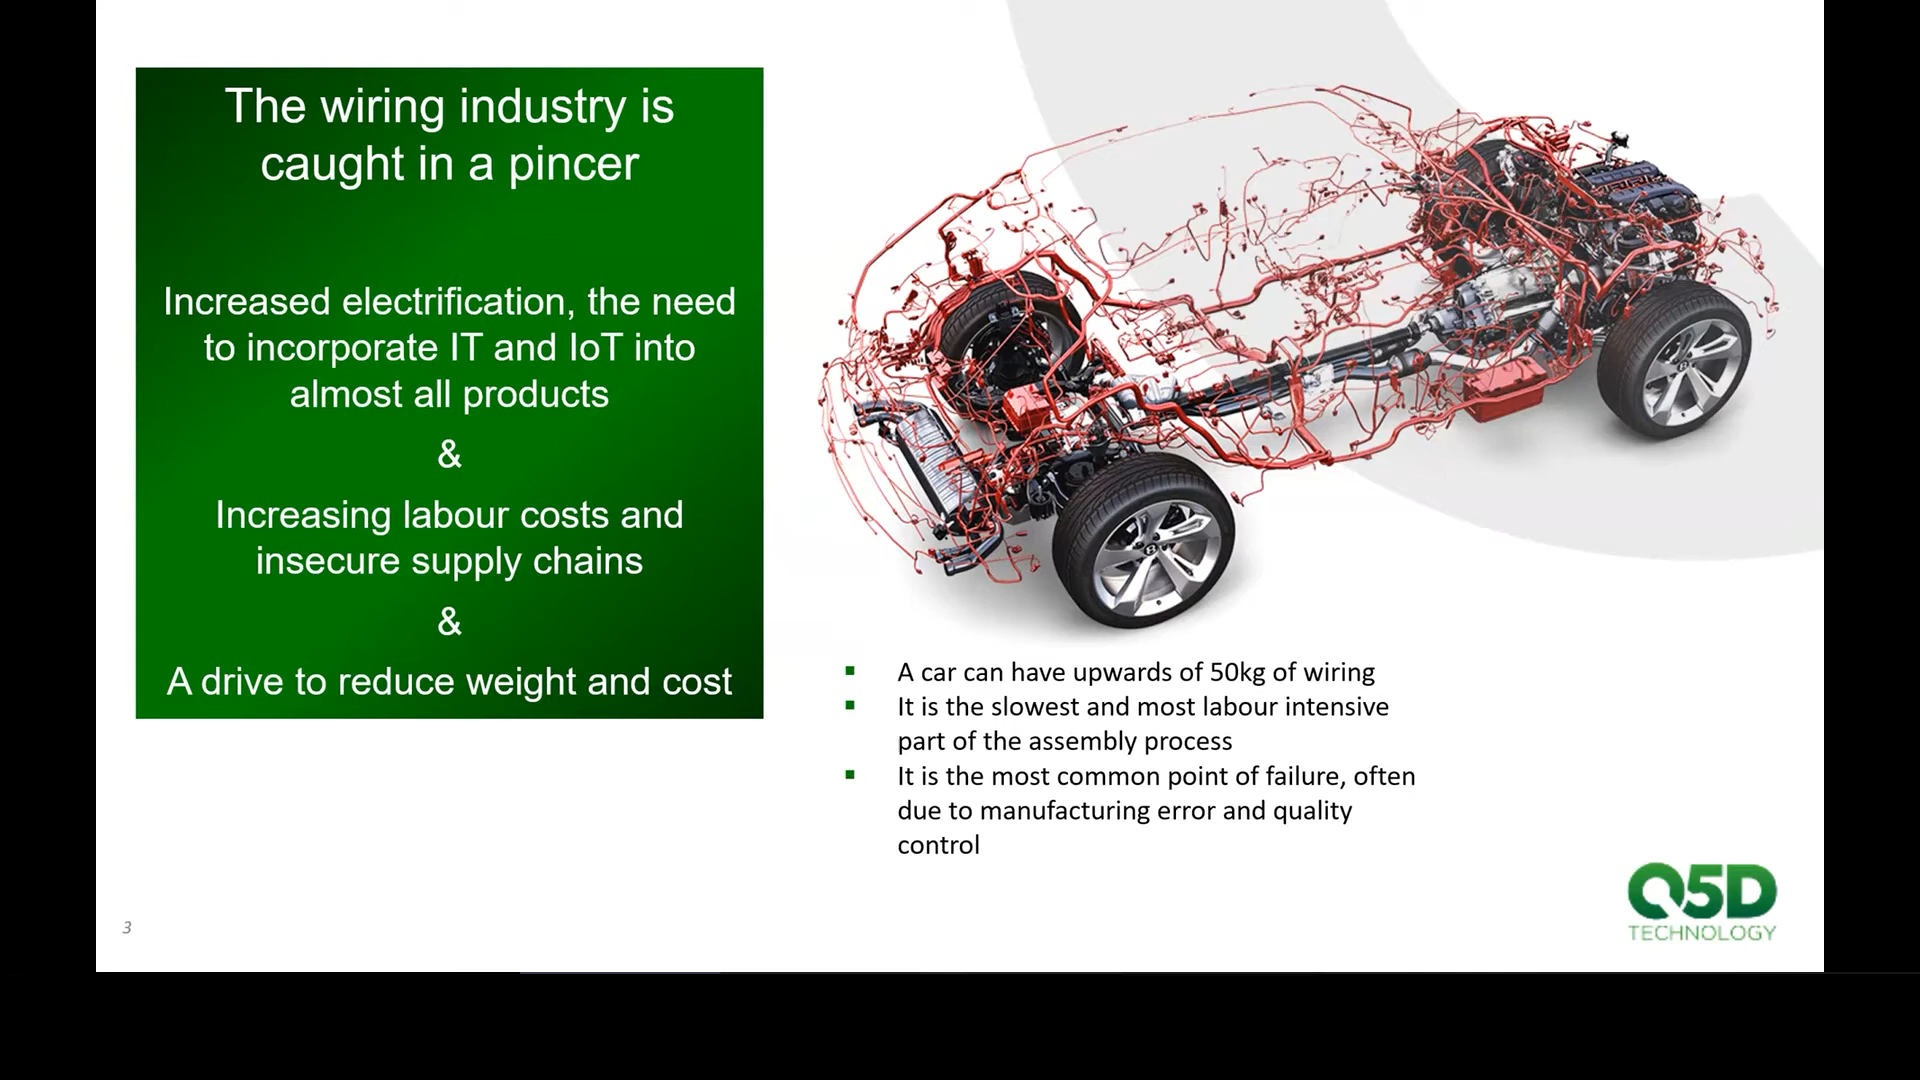 The wiring industry is
caught in a pincer
Increased electrification, the need
to incorporate IT and IoT into
almost all products
&
Increasing labour costs and
insecure supply chains
&
A drive to reduce weight and cost
▪ A car can have upwards of 50kg of wiring
▪ It is the slowest and most labour intensive
part of the assembly process
▪ It is the most common point of failure, often
due to manufacturing error and quality
control
3
Q5D
TECHNOLOGY